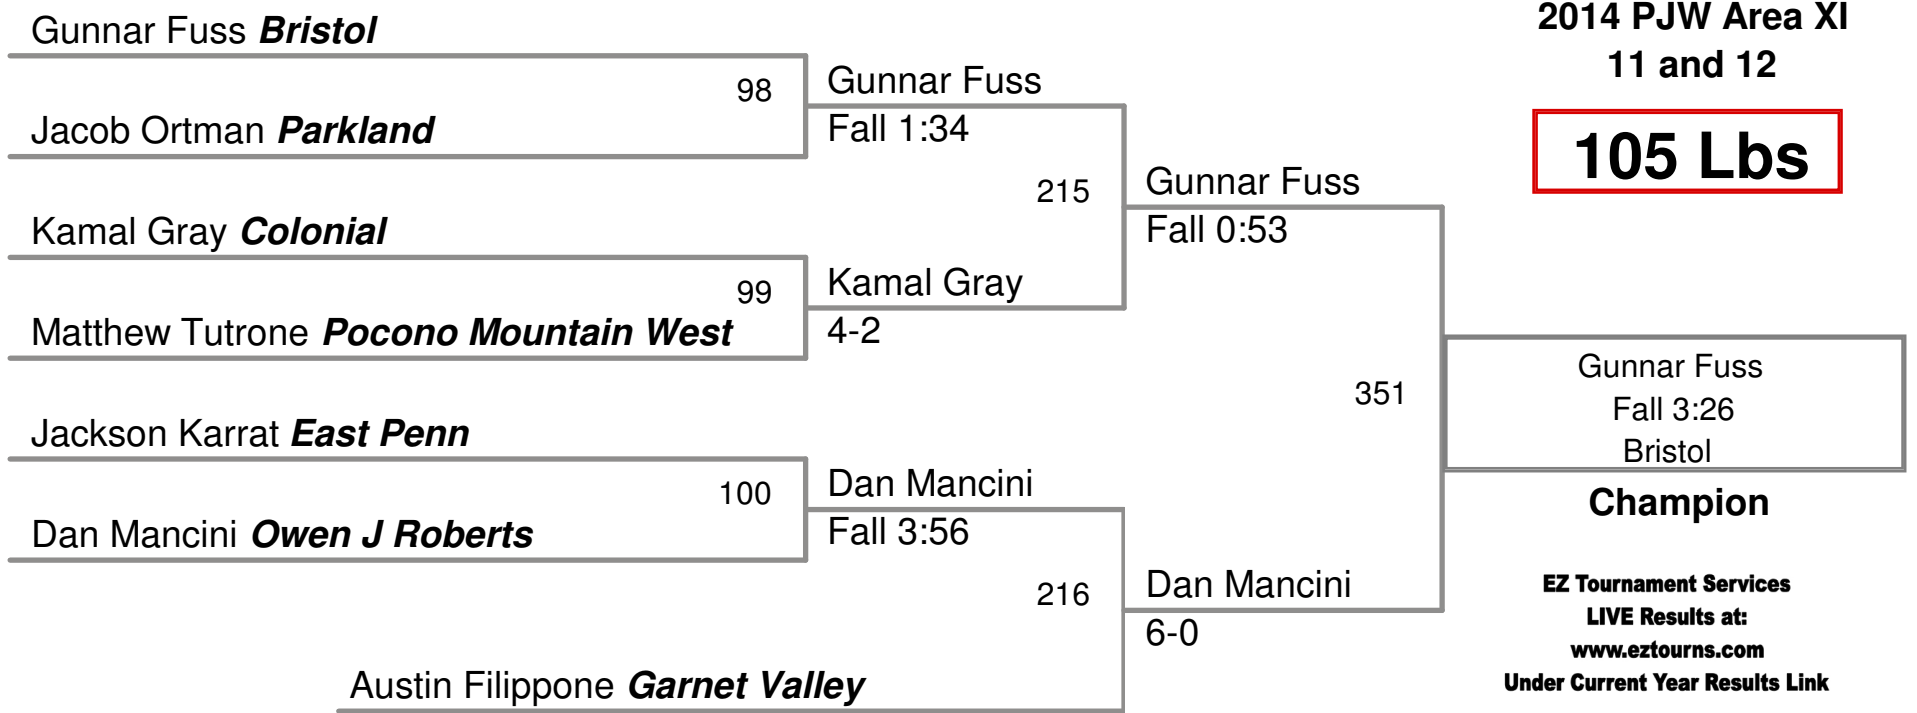 2014 PJW Area XI
11 and 12
105 Lbs
Gunnar Fuss Bristol
98
Jacob Ortman Parkland
Gunnar Fuss
Fall 1:34
215
Kamal Gray Colonial
99
Matthew Tutrone Pocono Mountain West
Kamal Gray
4-2
Gunnar Fuss
Fall 0:53
351
Jackson Karrat East Penn
100
Dan Mancini Owen J Roberts
Dan Mancini
Fall 3:56
216
Austin Filippone Garnet Valley
Dan Mancini
6-0
Gunnar Fuss
Fall 3:26
Bristol
Champion
EZ Tournament Services
LIVE Results at:
www.eztourns.com
Under Current Year Results Link